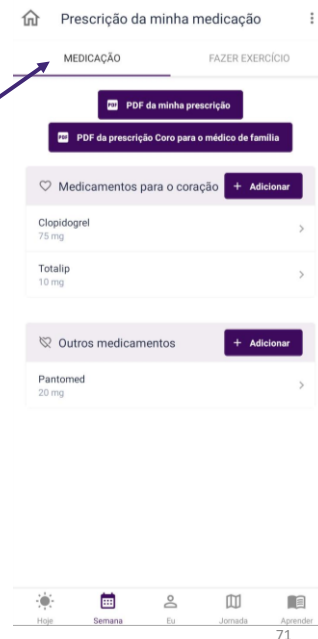 Prescrição da minha medicação
MEDICAÇÃO
FAZER EXERCÍCIO
PDF PDF da minha prescrição
PDF PDF da prescrição Coro para o médico de família
Medicamentos para o coração + Adicionar
Clopidogrel
75 mg
Totalip
10 mg
Outros medicamentos + Adicionar
Pantomed
20 mg
Hoje Semana Eu Jornada Aprender
71